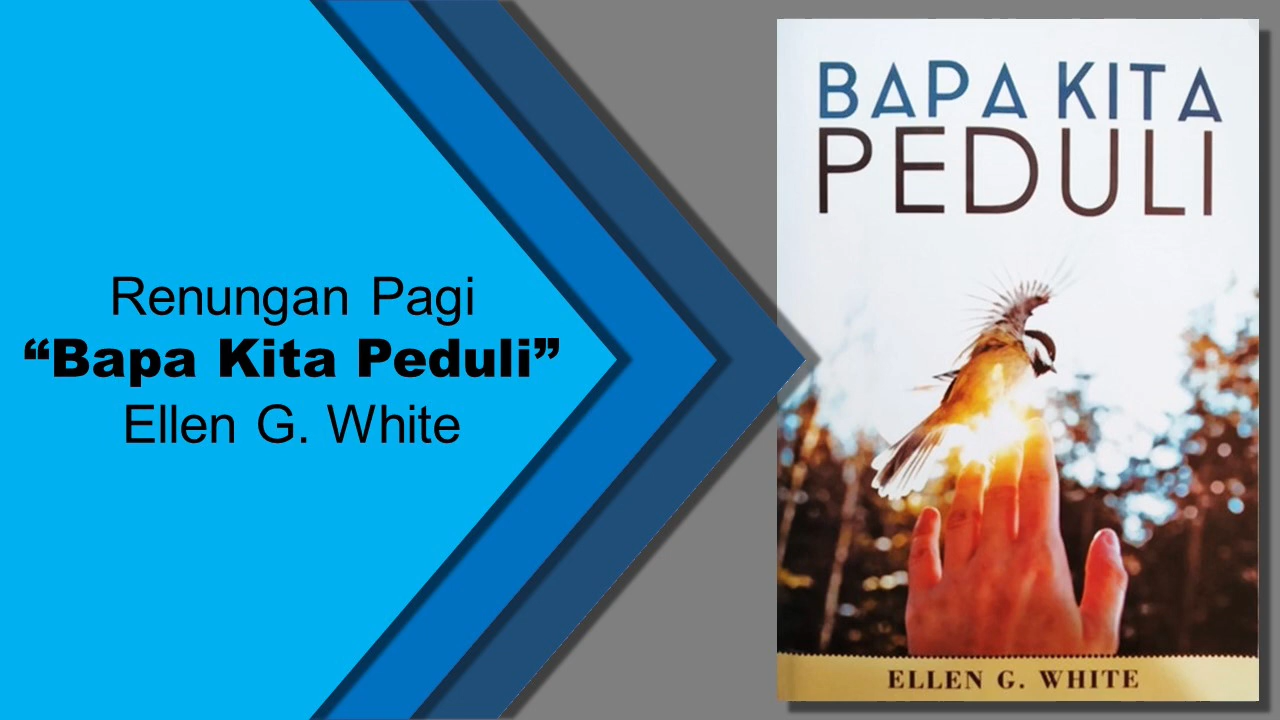 Renungan Pagi
“Bapa Kita Peduli”
Ellen G. White
BAPA KITA
PEDULI
ELLEN G. WHITE